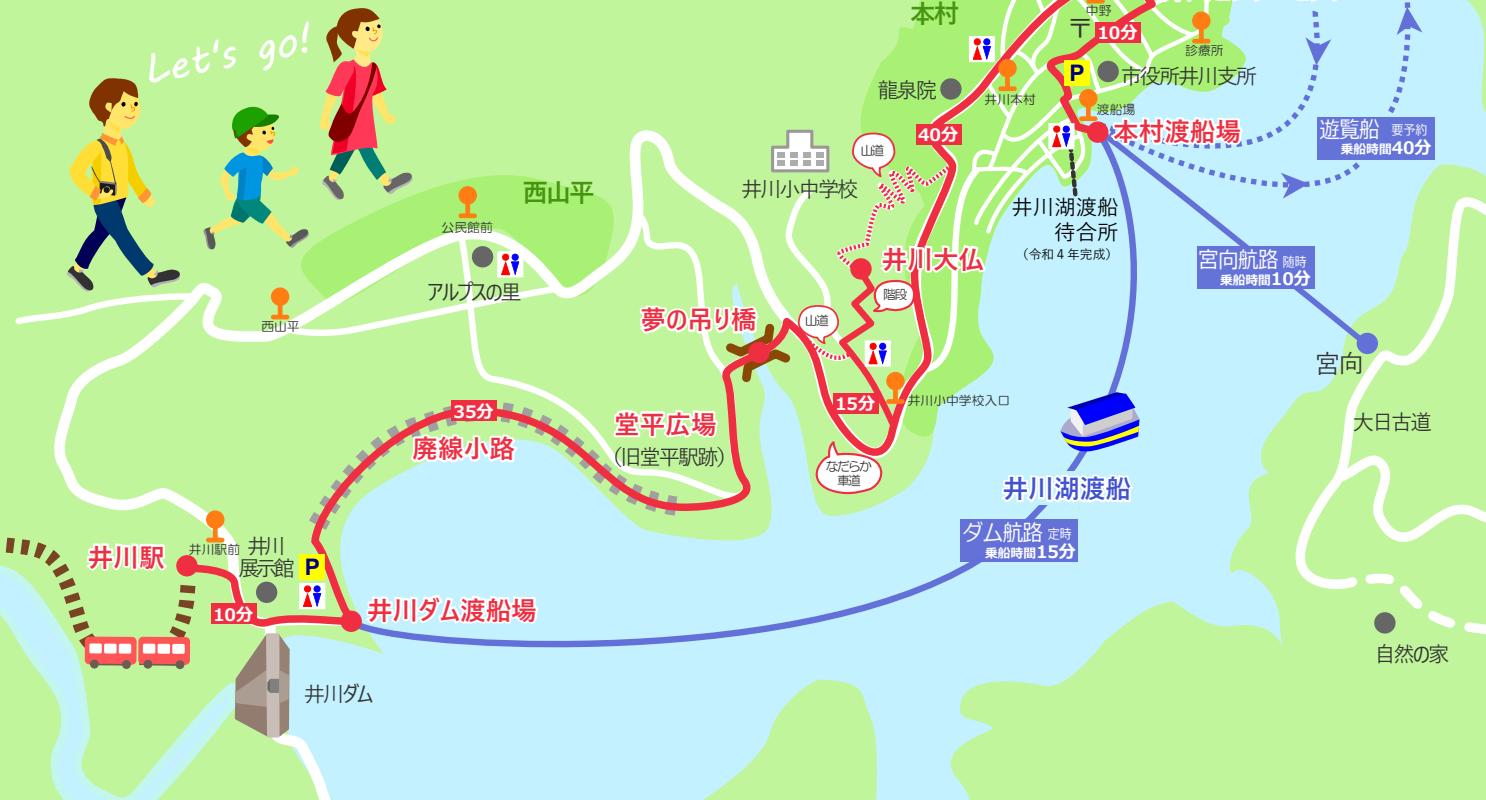 Let's go!
本村
中野
〒
10分
診療所
龍泉院
井川本村
P
市役所井川支所
渡船場
本村渡船場
40分
遊覧船 要予約
乗船時間40分
山道
井川小中学校
西山平
公民館前
アルプスの里
西山平
井川湖渡船
待合所
(令和4年完成)
井川大仏
階段
宮向航路 随時
乗船時間10分
夢の吊り橋
山道
宮向
15分
井川小中学校入口
35分
廃線小路
堂平広場
(旧堂平駅跡)
なだらか
車道
大日古道
井川湖渡船
ダム航路 定時
乗船時間15分
井川駅
井川駅前
井川
展示館
P
10分
井川ダム渡船場
井川ダム
自然の家